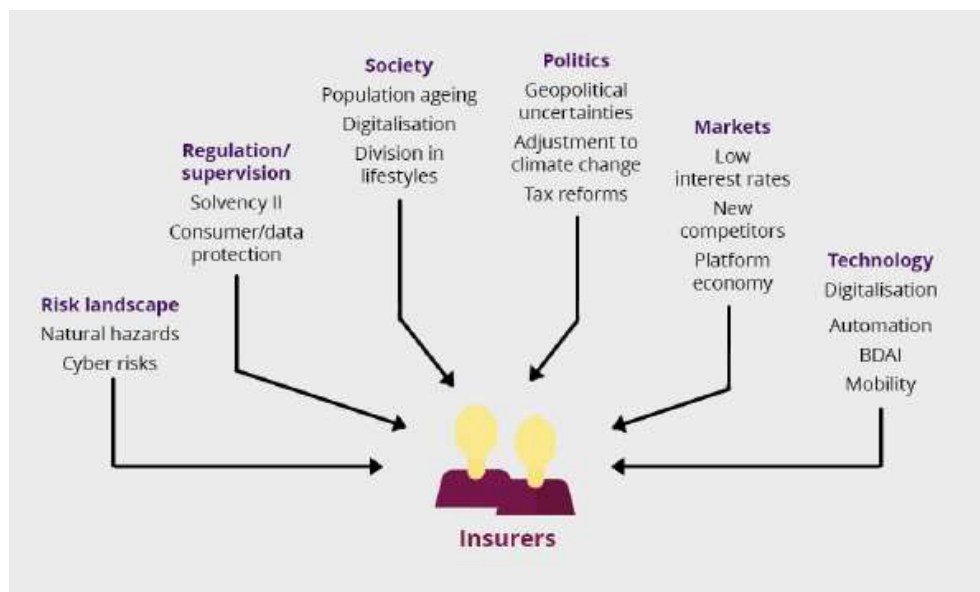 Risk landscape
Natural hazards
Cyber risks
Regulation/
supervision
Solvency II
Consumer/data
protection
Society
Population ageing
Digitalisation
Division in
lifestyles
Politics
Geopolitical
uncertainties
Adjustment to
climate change
Tax reforms
Markets
Low
interest rates
New
competitors
Platform
economy
Technology
Digitalisation
Automation
BDAI
Mobility
Insurers